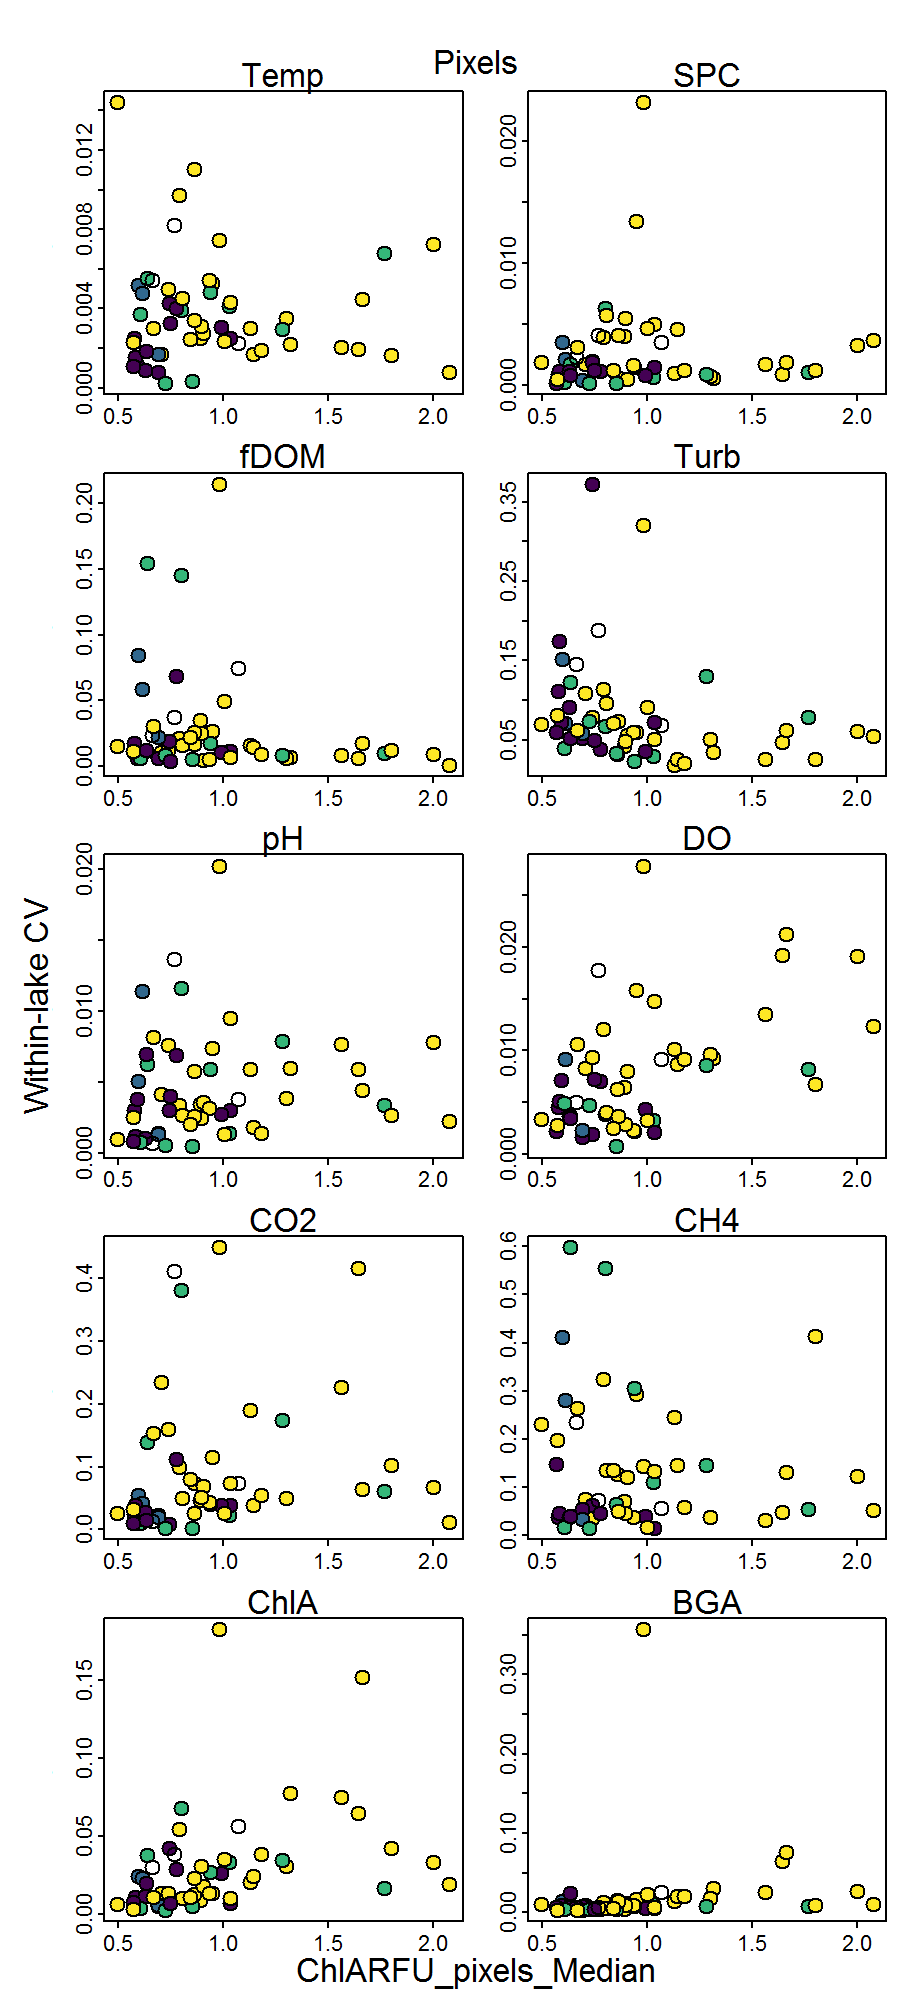 Pixels
Temp
SPC
0.000 0.004 0.008 0.012
0.000 0.010 0.020
0.5 1.0 1.5 2.0
0.5 1.0 1.5 2.0
fDOM
Turb
0.00 0.05 0.10 0.15 0.20
0.05 0.15 0.25 0.35
0.5 1.0 1.5 2.0
0.5 1.0 1.5 2.0
pH
DO
Within-lake CV
0.000 0.010 0.020
0.000 0.010 0.020
0.5 1.0 1.5 2.0
0.5 1.0 1.5 2.0
CO2
CH4
0.0 0.1 0.2 0.3 0.4
0.0 0.1 0.2 0.3 0.4 0.5 0.6
0.5 1.0 1.5 2.0
0.5 1.0 1.5 2.0
ChlA
BGA
0.00 0.05 0.10 0.15
0.00 0.10 0.20 0.30
0.5 1.0 1.5 2.0
0.5 1.0 1.5 2.0
ChlARFU_pixels_Median